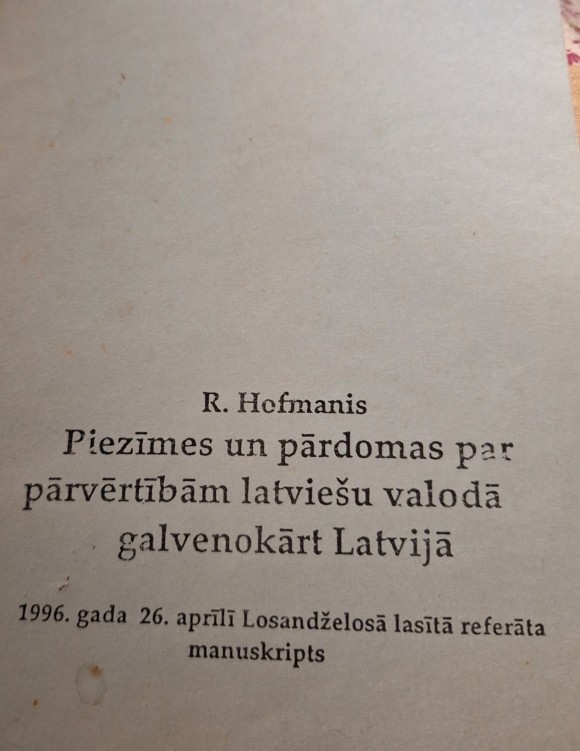 R. Hofmanis
Piezīmes un pārdomas par
pārvērtībām latviešu valodā
galvenokārt Latvijā
1996. gada 26. aprīlī Losandželosā lasītā referāta
manuskripts